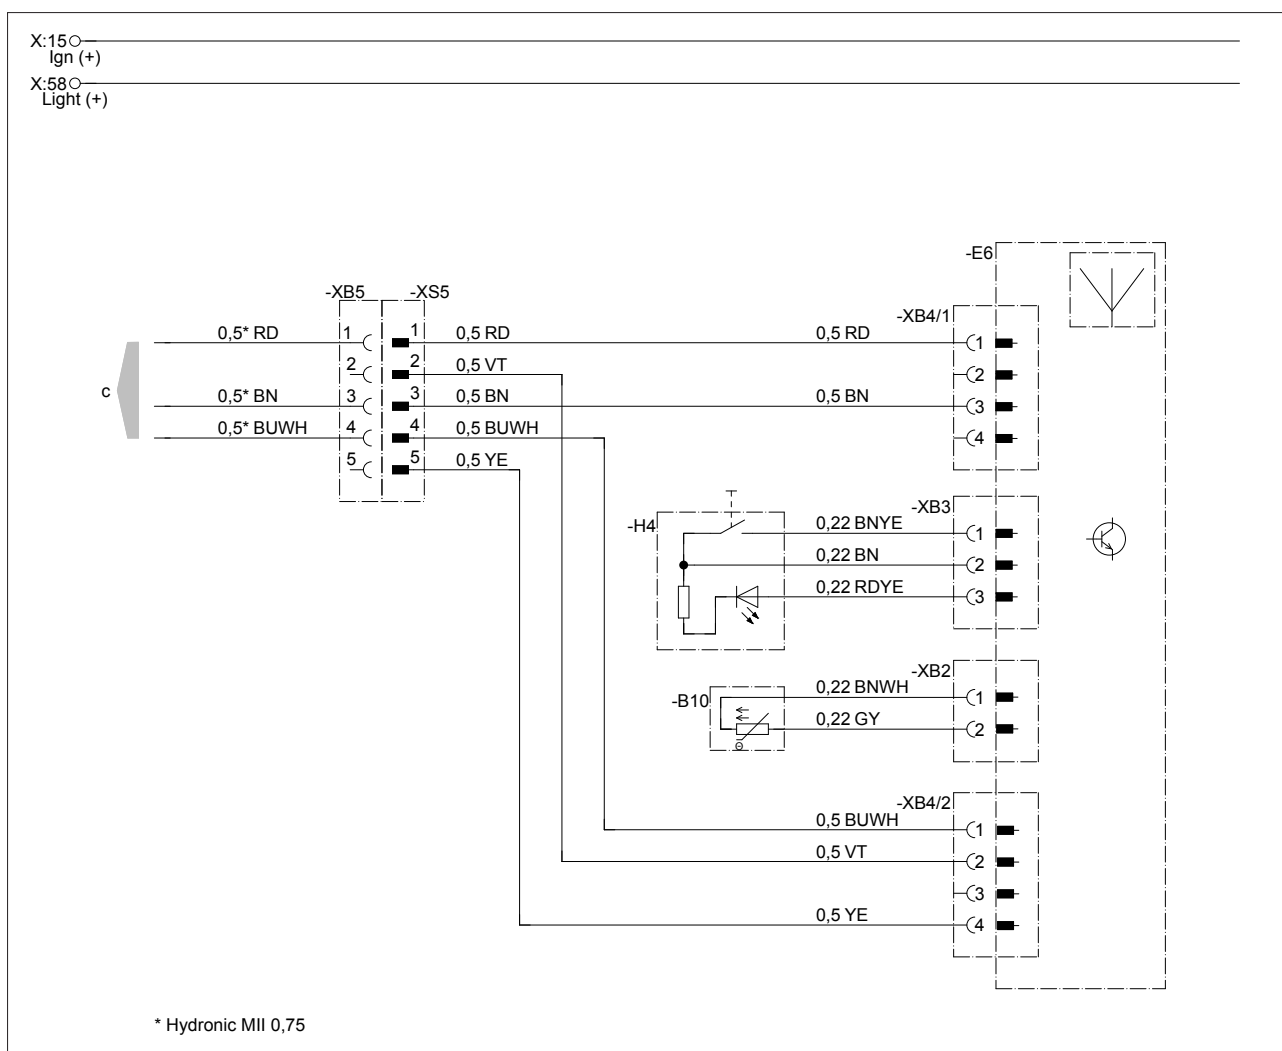 X:15
Ign (+)
X:58
Light (+)
-E6
-XB5 -XS5
-XB4/1
0,5* RD 1 1 0,5 RD 0,5 RD 1
2 2 0,5 VT 2
c
0,5* BN 3 3 0,5 BN 0,5 BN 3
0,5* BUWH 4 4 0,5 BUWH 4
5 5 0,5 YE
-XB3
-H4
0,22 BNYE 1
0,22 BN 2
0,22 RDYE 3
-XB2
-B10
0,22 BNWH 1
0,22 GY 2
-XB4/2
0,5 BUWH 1
0,5 VT 2
3
0,5 YE 4
* Hydronic MII 0,75